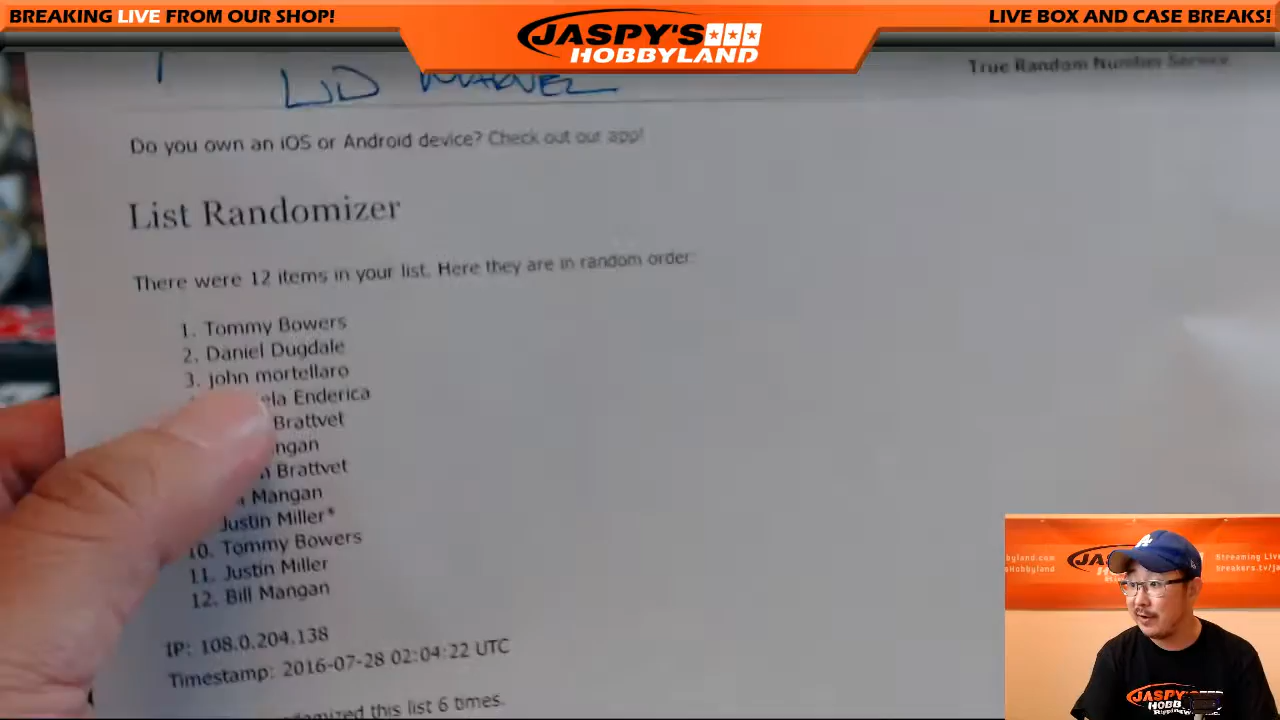 BREAKING LIVE FROM OUR SHOP!
JASPY'S
HOBBYLAND
LIVE BOX AND CASE BREAKS!
True Random Number Service
Do you own an iOS or Android device? Check out our app!
List Randomizer
There were 12 items in your list. Here they are in random order:
1. Tommy Bowers
2. Daniel Dugdale
3. john mortellaro
Enderica
Brattvet
Brattvet
Mangan
Justin Miller*
10. Tommy Bowers
11. Justin Miller
12. Bill Mangan
IP: 108.0.204.138
Timestamp: 2016-07-28 02:04:22 UTC
this list 6 times.
Streaming Live
JASPY'S